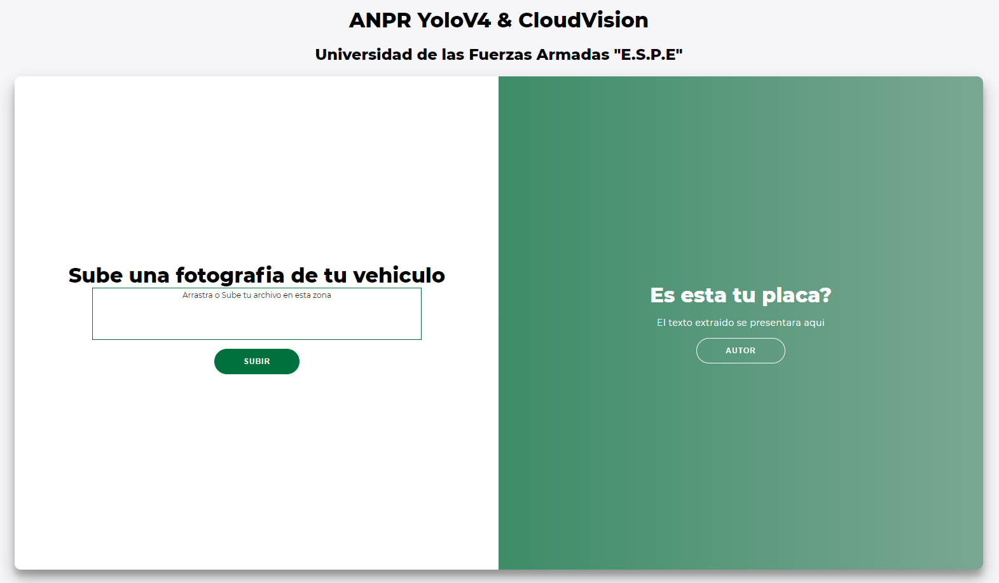 ANPR YoloV4 & CloudVision
Universidad de las Fuerzas Armadas "E.S.P.E"
Sube una fotografia de tu vehiculo
Arrastra o Sube tu archivo en esta zona
SUBIR
Es esta tu placa?
El texto extraido se presentara aqui
AUTOR